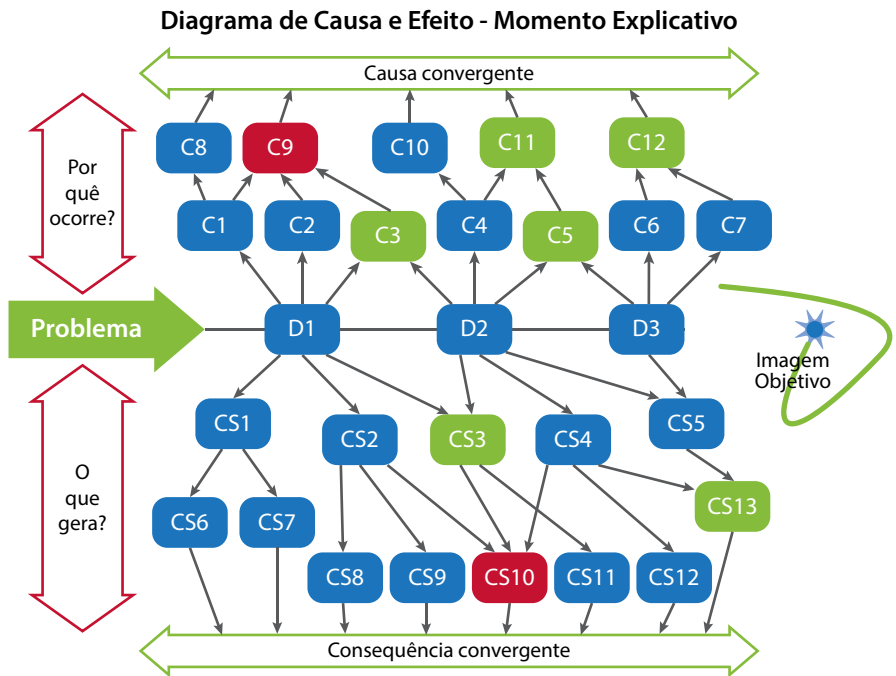 Diagrama de Causa e Efeito - Momento Explicativo
Causa convergente
Por
quê
ocorre?
C8
C9
C10
C11
C12
C1
C2
C3
C4
C5
C6
C7
Problema
D1
D2
D3
Imagem
Objetivo
O
que
gera?
CS1
CS2
CS3
CS4
CS5
CS6
CS7
CS13
CS8
CS9
CS10
CS11
CS12
Consequência convergente